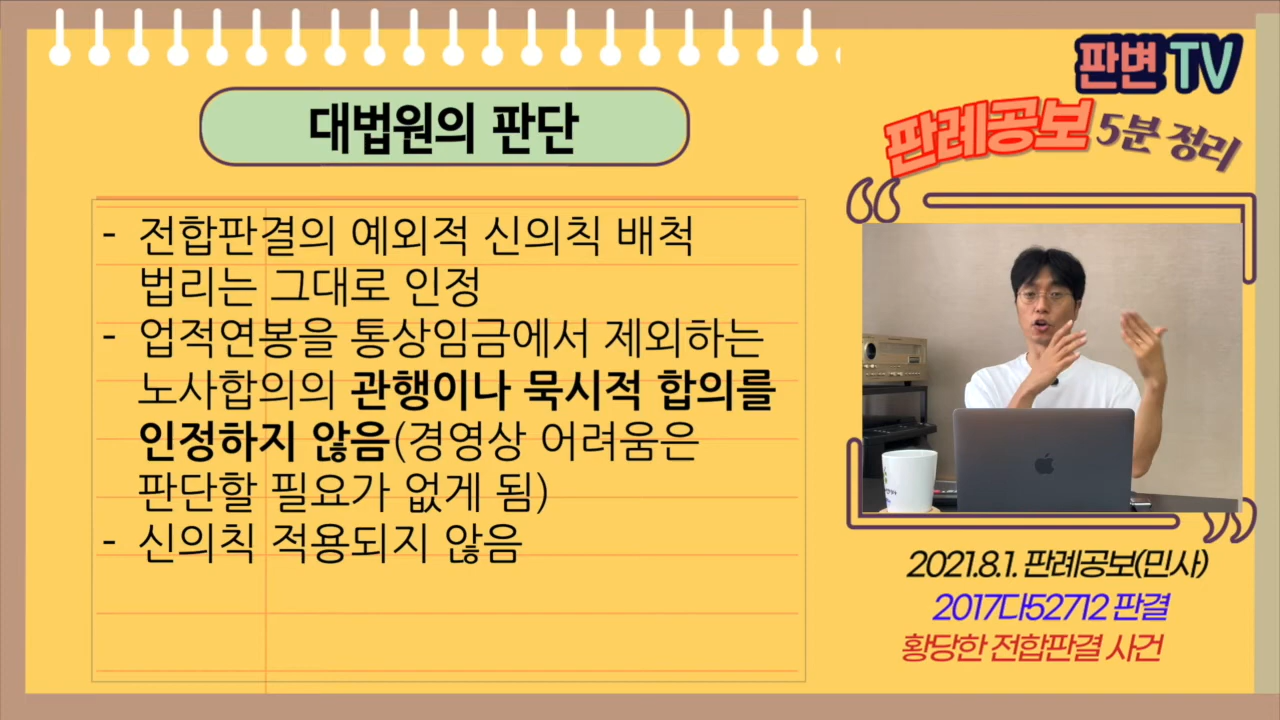 판변 TV
판례공보 5분 정리
대법원의 판단
- 전합판결의 예외적 신의칙 배척
법리는 그대로 인정
- 업적연봉을 통상임금에서 제외하는
노사합의의 관행이나 묵시적 합의를
인정하지 않음(경영상 어려움은
판단할 필요가 없게 됨)
- 신의칙 적용되지 않음
2021.8.1. 판례공보(민사)
2017다52712 판결
황당한 전합판결 사건